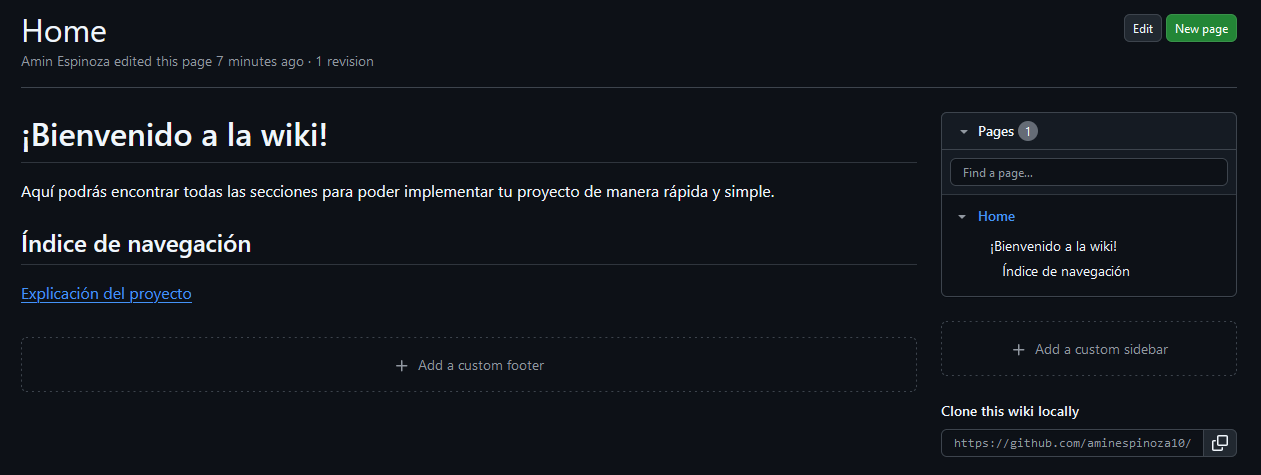 Home
Edit
New page
Amin Espinoza edited this page 7 minutes ago · 1 revision
¡Bienvenido a la wiki!
Aquí podrás encontrar todas las secciones para poder implementar tu proyecto de manera rápida y simple.
Índice de navegación
Explicación del proyecto
Add a custom footer
Pages 1
Find a page...
Home
¡Bienvenido a la wiki!
Índice de navegación
Add a custom sidebar
Clone this wiki locally
https://github.com/aminespinoza10/